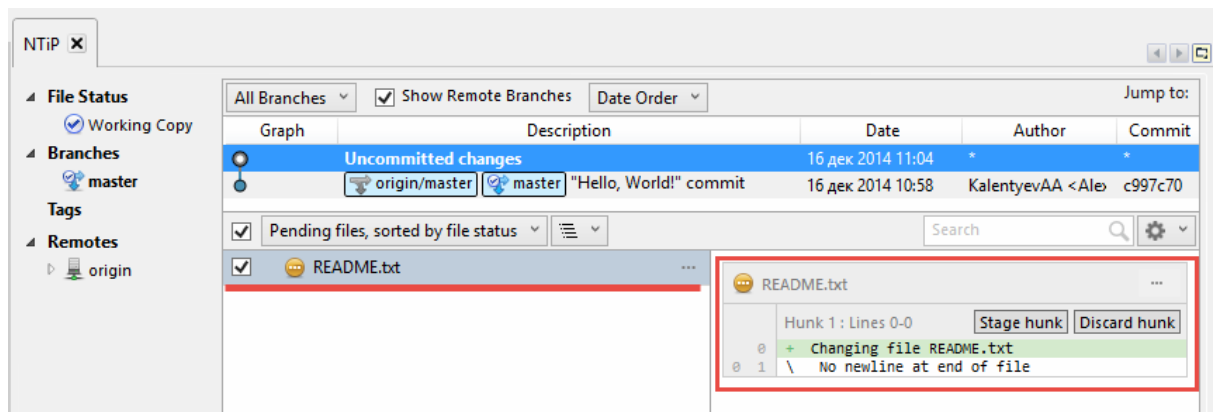 NTiP
File Status
Working Copy
Branches
master
Tags
Remotes
origin
All Branches Show Remote Branches Date Order Jump to:
Graph Description Date Author Commit
Uncommitted changes 16 дек 2014 11:04 * *
origin/master master "Hello, World!" commit 16 дек 2014 10:58 KalentyevAA <Ale c997c70
Pending files, sorted by file status Search
README.txt ...
README.txt ...
Hunk 1 : Lines 0-0 Stage hunk Discard hunk
0 + Changing file README.txt
0 1 \ No newline at end of file